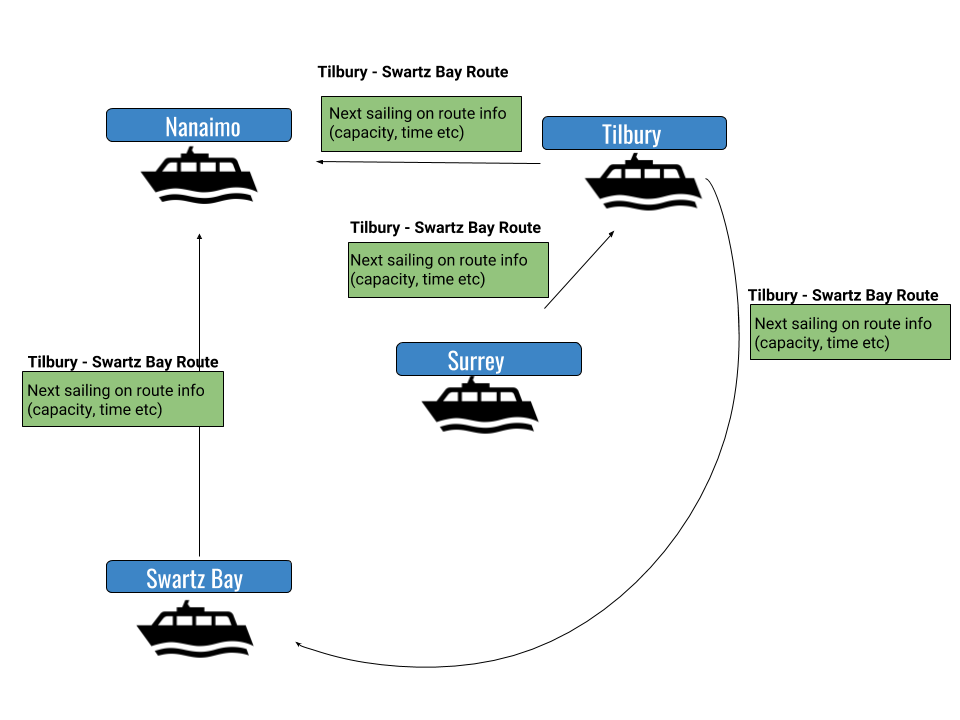 Tilbury - Swartz Bay Route
Next sailing on route info
(capacity, time etc)
Nanaimo
Tilbury
Tilbury - Swartz Bay Route
Next sailing on route info
(capacity, time etc)
Tilbury - Swartz Bay Route
Next sailing on route info
(capacity, time etc)
Surrey
Tilbury - Swartz Bay Route
Next sailing on route info
(capacity, time etc)
Swartz Bay